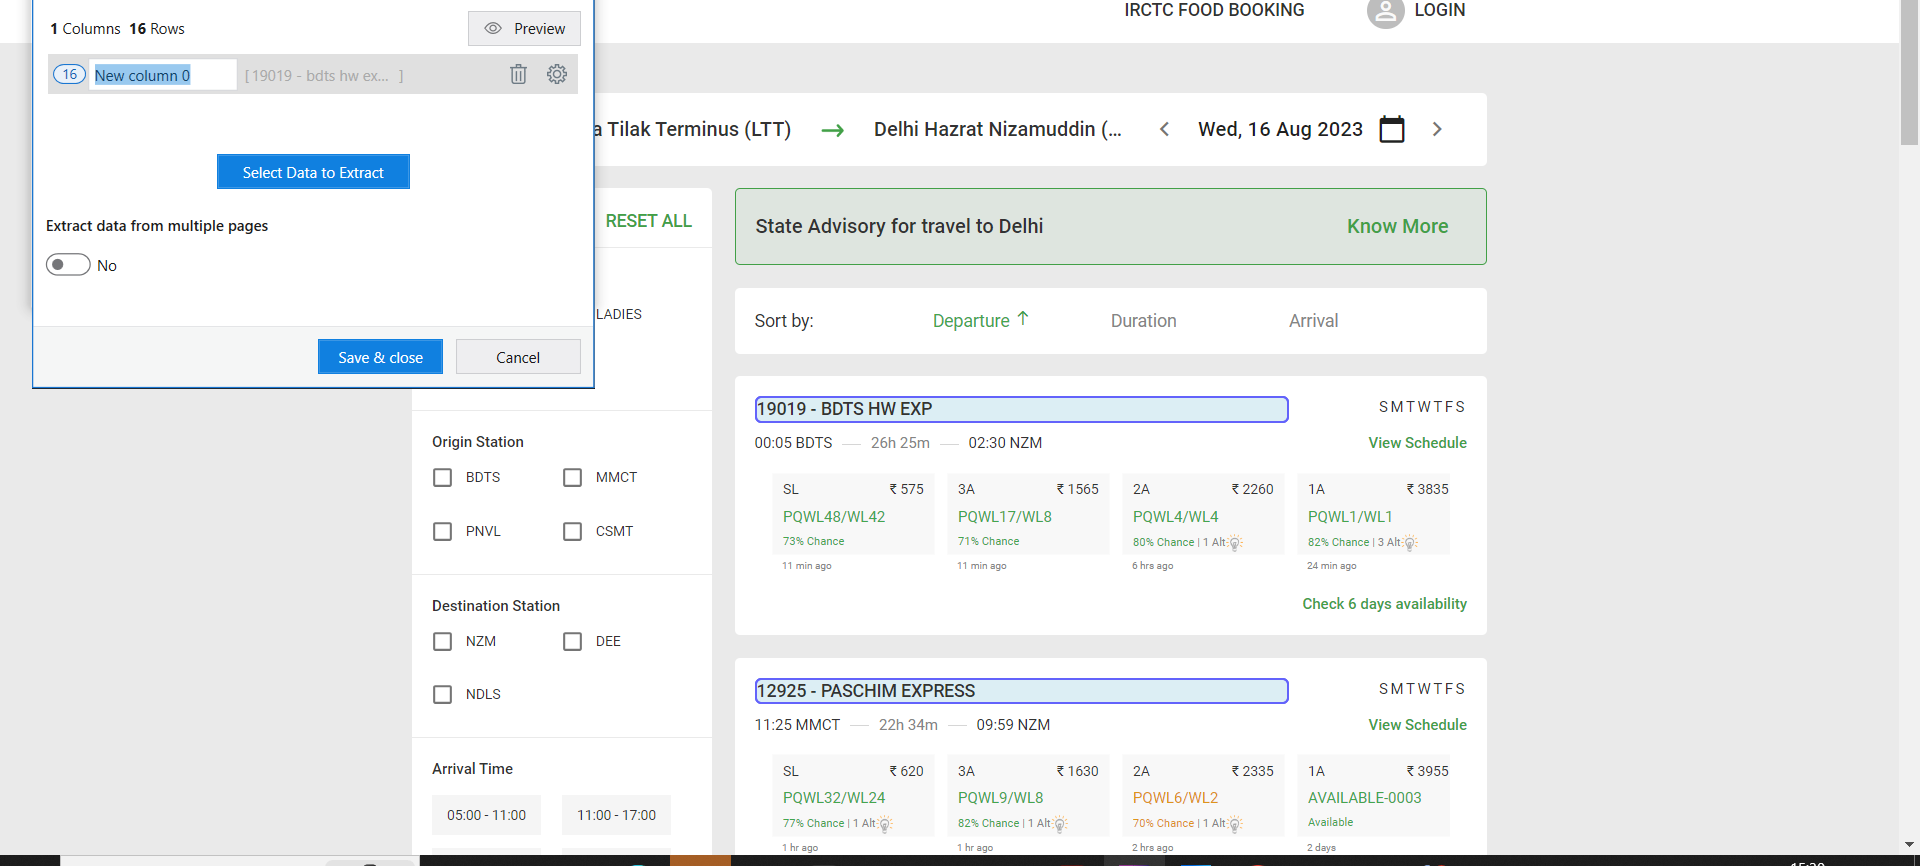 1 Columns 16 Rows
Preview
16 New column 0 [ 19019 - bdts hw ex... ]
Select Data to Extract
Extract data from multiple pages
No
Save & close Cancel
IRCTC FOOD BOOKING LOGIN
a Tilak Terminus (LTT) Delhi Hazrat Nizamuddin (... Wed, 16 Aug 2023
RESET ALL
LADIES
Origin Station
BDTS MMCT
PNVL CSMT
Destination Station
NZM DEE
NDLS
Arrival Time
05:00 - 11:00 11:00 - 17:00
State Advisory for travel to Delhi Know More
Sort by: Departure Duration Arrival
19019 - BDTS HW EXP S M T W T F S
00:05 BDTS 26h 25m 02:30 NZM View Schedule
SL ₹ 575 3A ₹ 1565 2A ₹ 2260 1A ₹ 3835
PQWL48/WL42 PQWL17/WL8 PQWL4/WL4 PQWL1/WL1
73% Chance 71% Chance 80% Chance | 1 Alt 82% Chance | 3 Alt
11 min ago 11 min ago 6 hrs ago 24 min ago
Check 6 days availability
12925 - PASCHIM EXPRESS S M T W T F S
11:25 MMCT 22h 34m 09:59 NZM View Schedule
SL ₹ 620 3A ₹ 1630 2A ₹ 2335 1A ₹ 3955
PQWL32/WL24 PQWL9/WL8 PQWL6/WL2 AVAILABLE-0003
77% Chance | 1 Alt 82% Chance | 1 Alt 70% Chance | 1 Alt Available
1 hr ago 1 hr ago 2 hrs ago 2 days